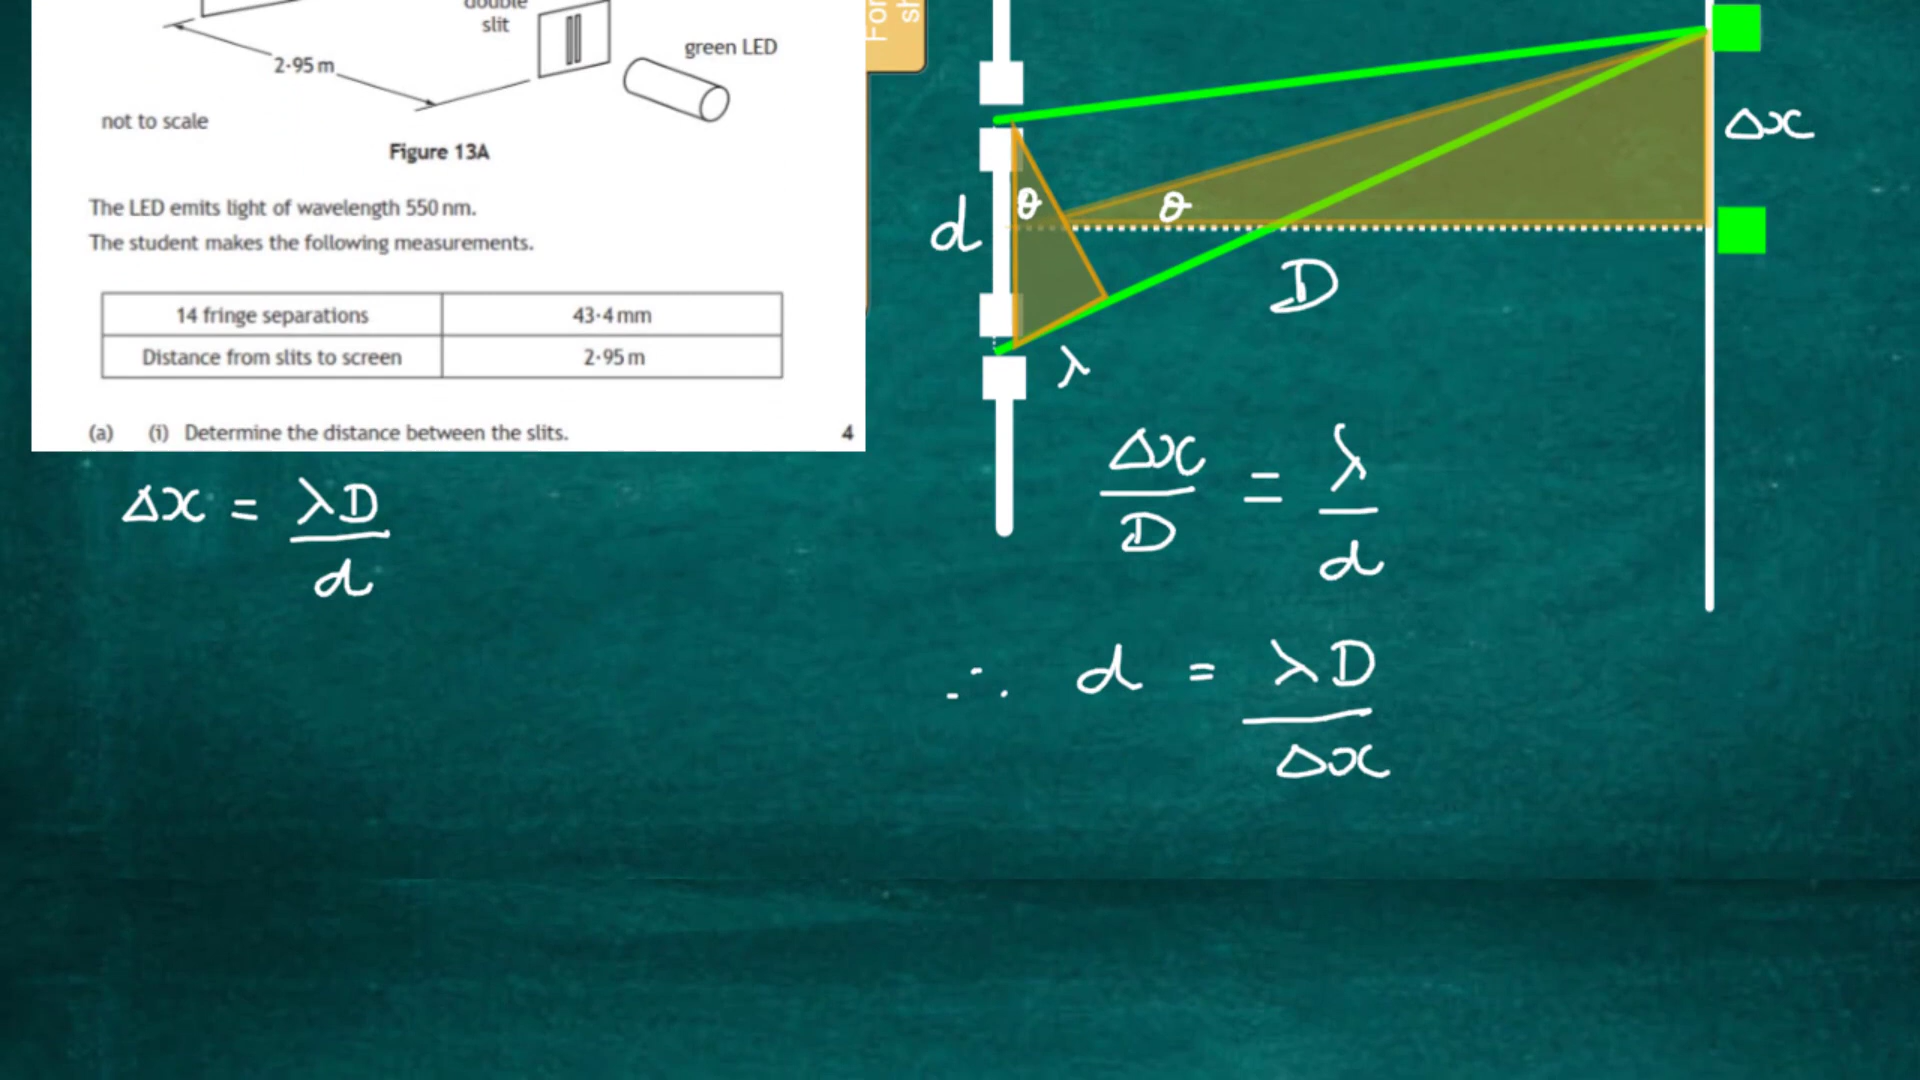 double
slit
green LED
2·95 m
not to scale
Figure 13A
The LED emits light of wavelength 550 nm.
The student makes the following measurements.
14 fringe separations 43·4 mm
Distance from slits to screen 2·95 m
(a) (i) Determine the distance between the slits. 4
Δx = λD
d
Δx
θ θ
d
D
λ
Δx = λ
D d
∴ d = λD
Δx